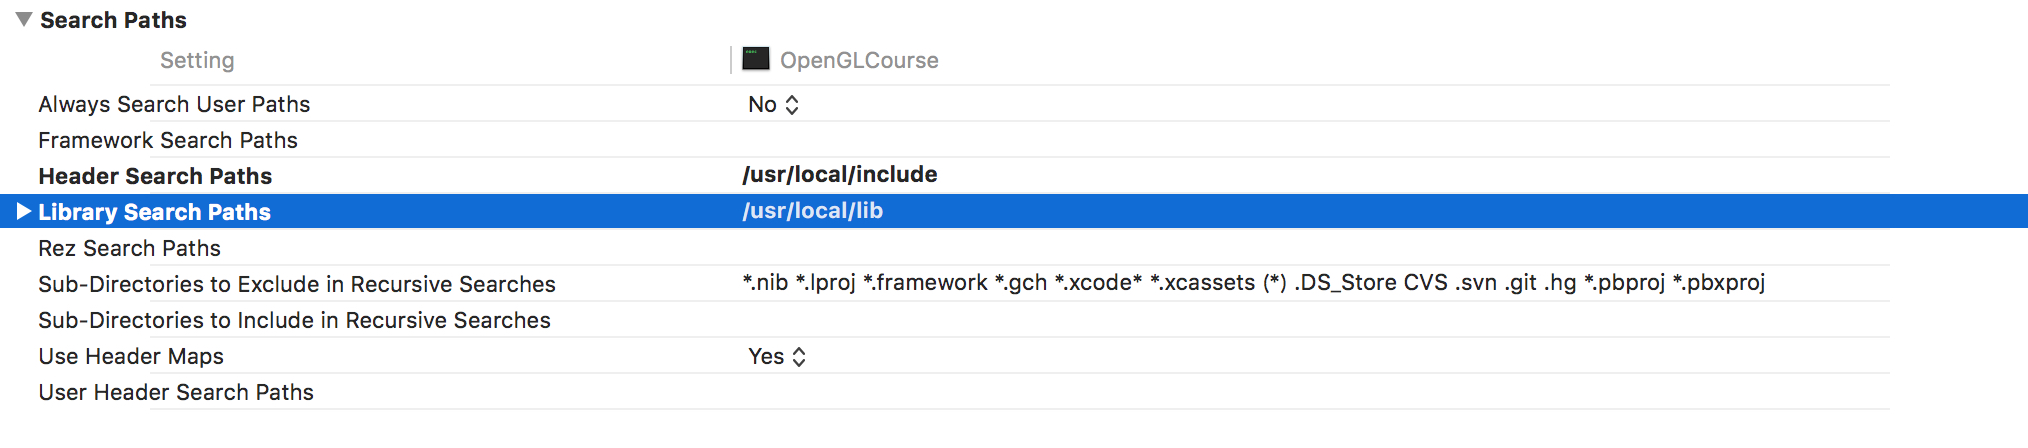 Search Paths
Setting OpenGLCourse
Always Search User Paths No
Framework Search Paths
Header Search Paths /usr/local/include
Library Search Paths /usr/local/lib
Rez Search Paths
Sub-Directories to Exclude in Recursive Searches *.nib *.lproj *.framework *.gch *.xcode* *.xcassets (*) .DS_Store CVS .svn .git .hg *.pbproj *.pbxproj
Sub-Directories to Include in Recursive Searches
Use Header Maps Yes
User Header Search Paths